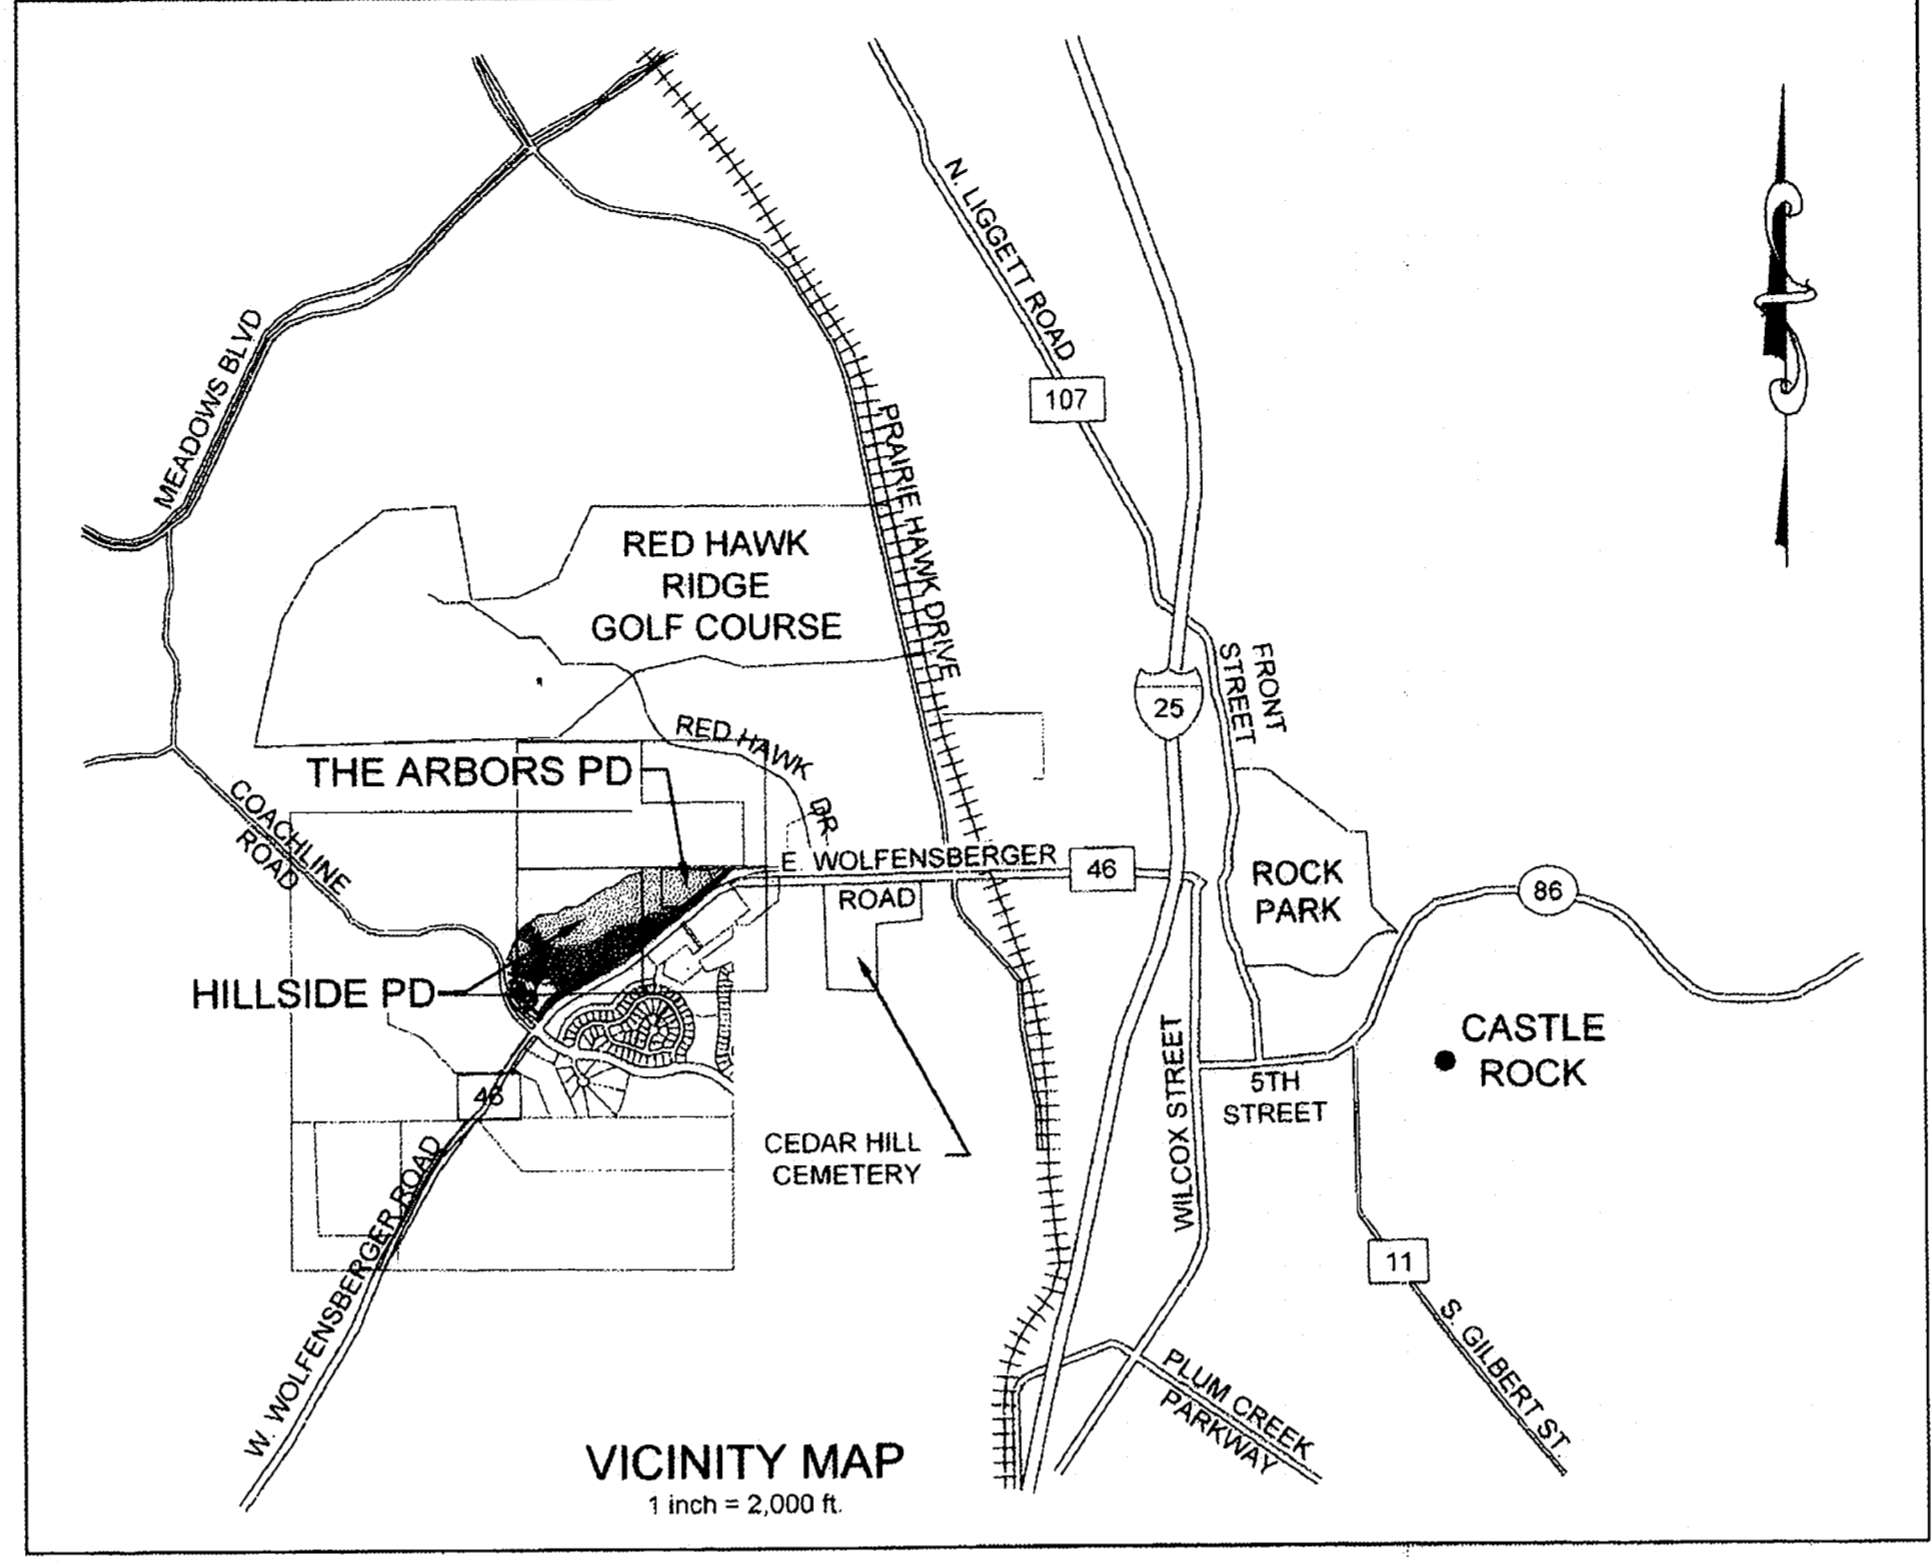 N. LIGGETT ROAD
107
MEADOWS BLVD
PRAIRIE HAWK DRIVE
RED HAWK
RIDGE
GOLF COURSE
FRONT
STREET
25
RED HAWK DR
THE ARBORS PD
COACHLINE
ROAD
E. WOLFENSBERGER
ROAD
46
ROCK
PARK
86
HILLSIDE PD
CASTLE
ROCK
5TH
STREET
WILCOX STREET
46
CEDAR HILL
CEMETERY
W. WOLFENSBERGER ROAD
11
S. GILBERT ST.
PLUM CREEK
PARKWAY
VICINITY MAP
1 inch = 2,000 ft.